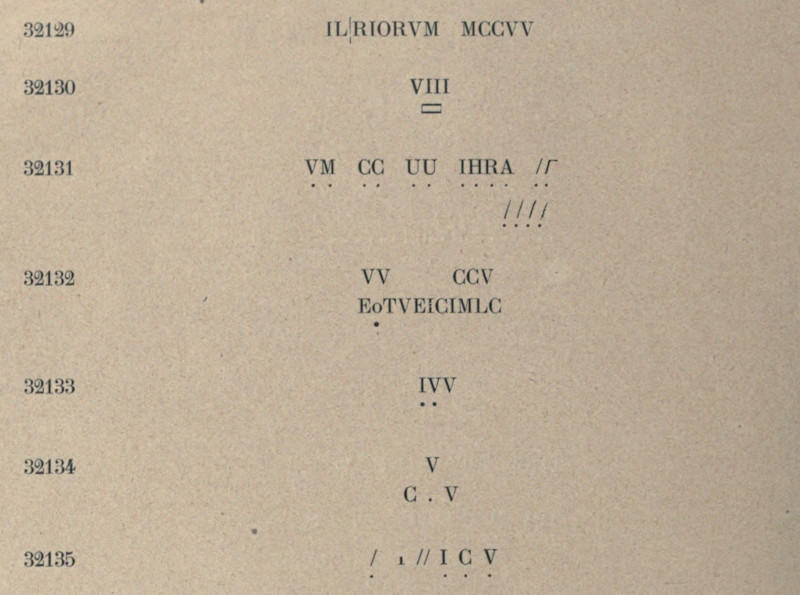 32129 IL|RIORVM MCCVV
32130 VIII
32131 VM CC UU IHRA //Γ
////
32132 VV CCV
EoTVEICIMLC
32133 IVV
32134 V
C . V
32135 / ı // I C V